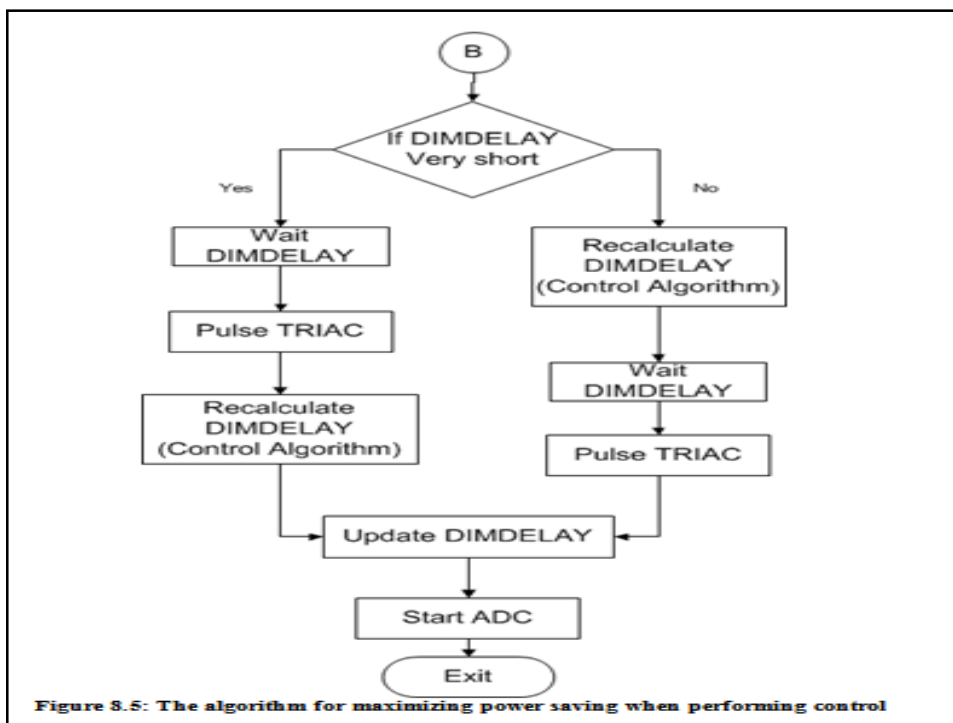 B
If DIMDELAY
Very short
Yes
No
Wait
DIMDELAY
Pulse TRIAC
Recalculate
DIMDELAY
(Control Algorithm)
Recalculate
DIMDELAY
(Control Algorithm)
Wait
DIMDELAY
Pulse TRIAC
Update DIMDELAY
Start ADC
Exit
Figure 8.5: The algorithm for maximizing power saving when performing control